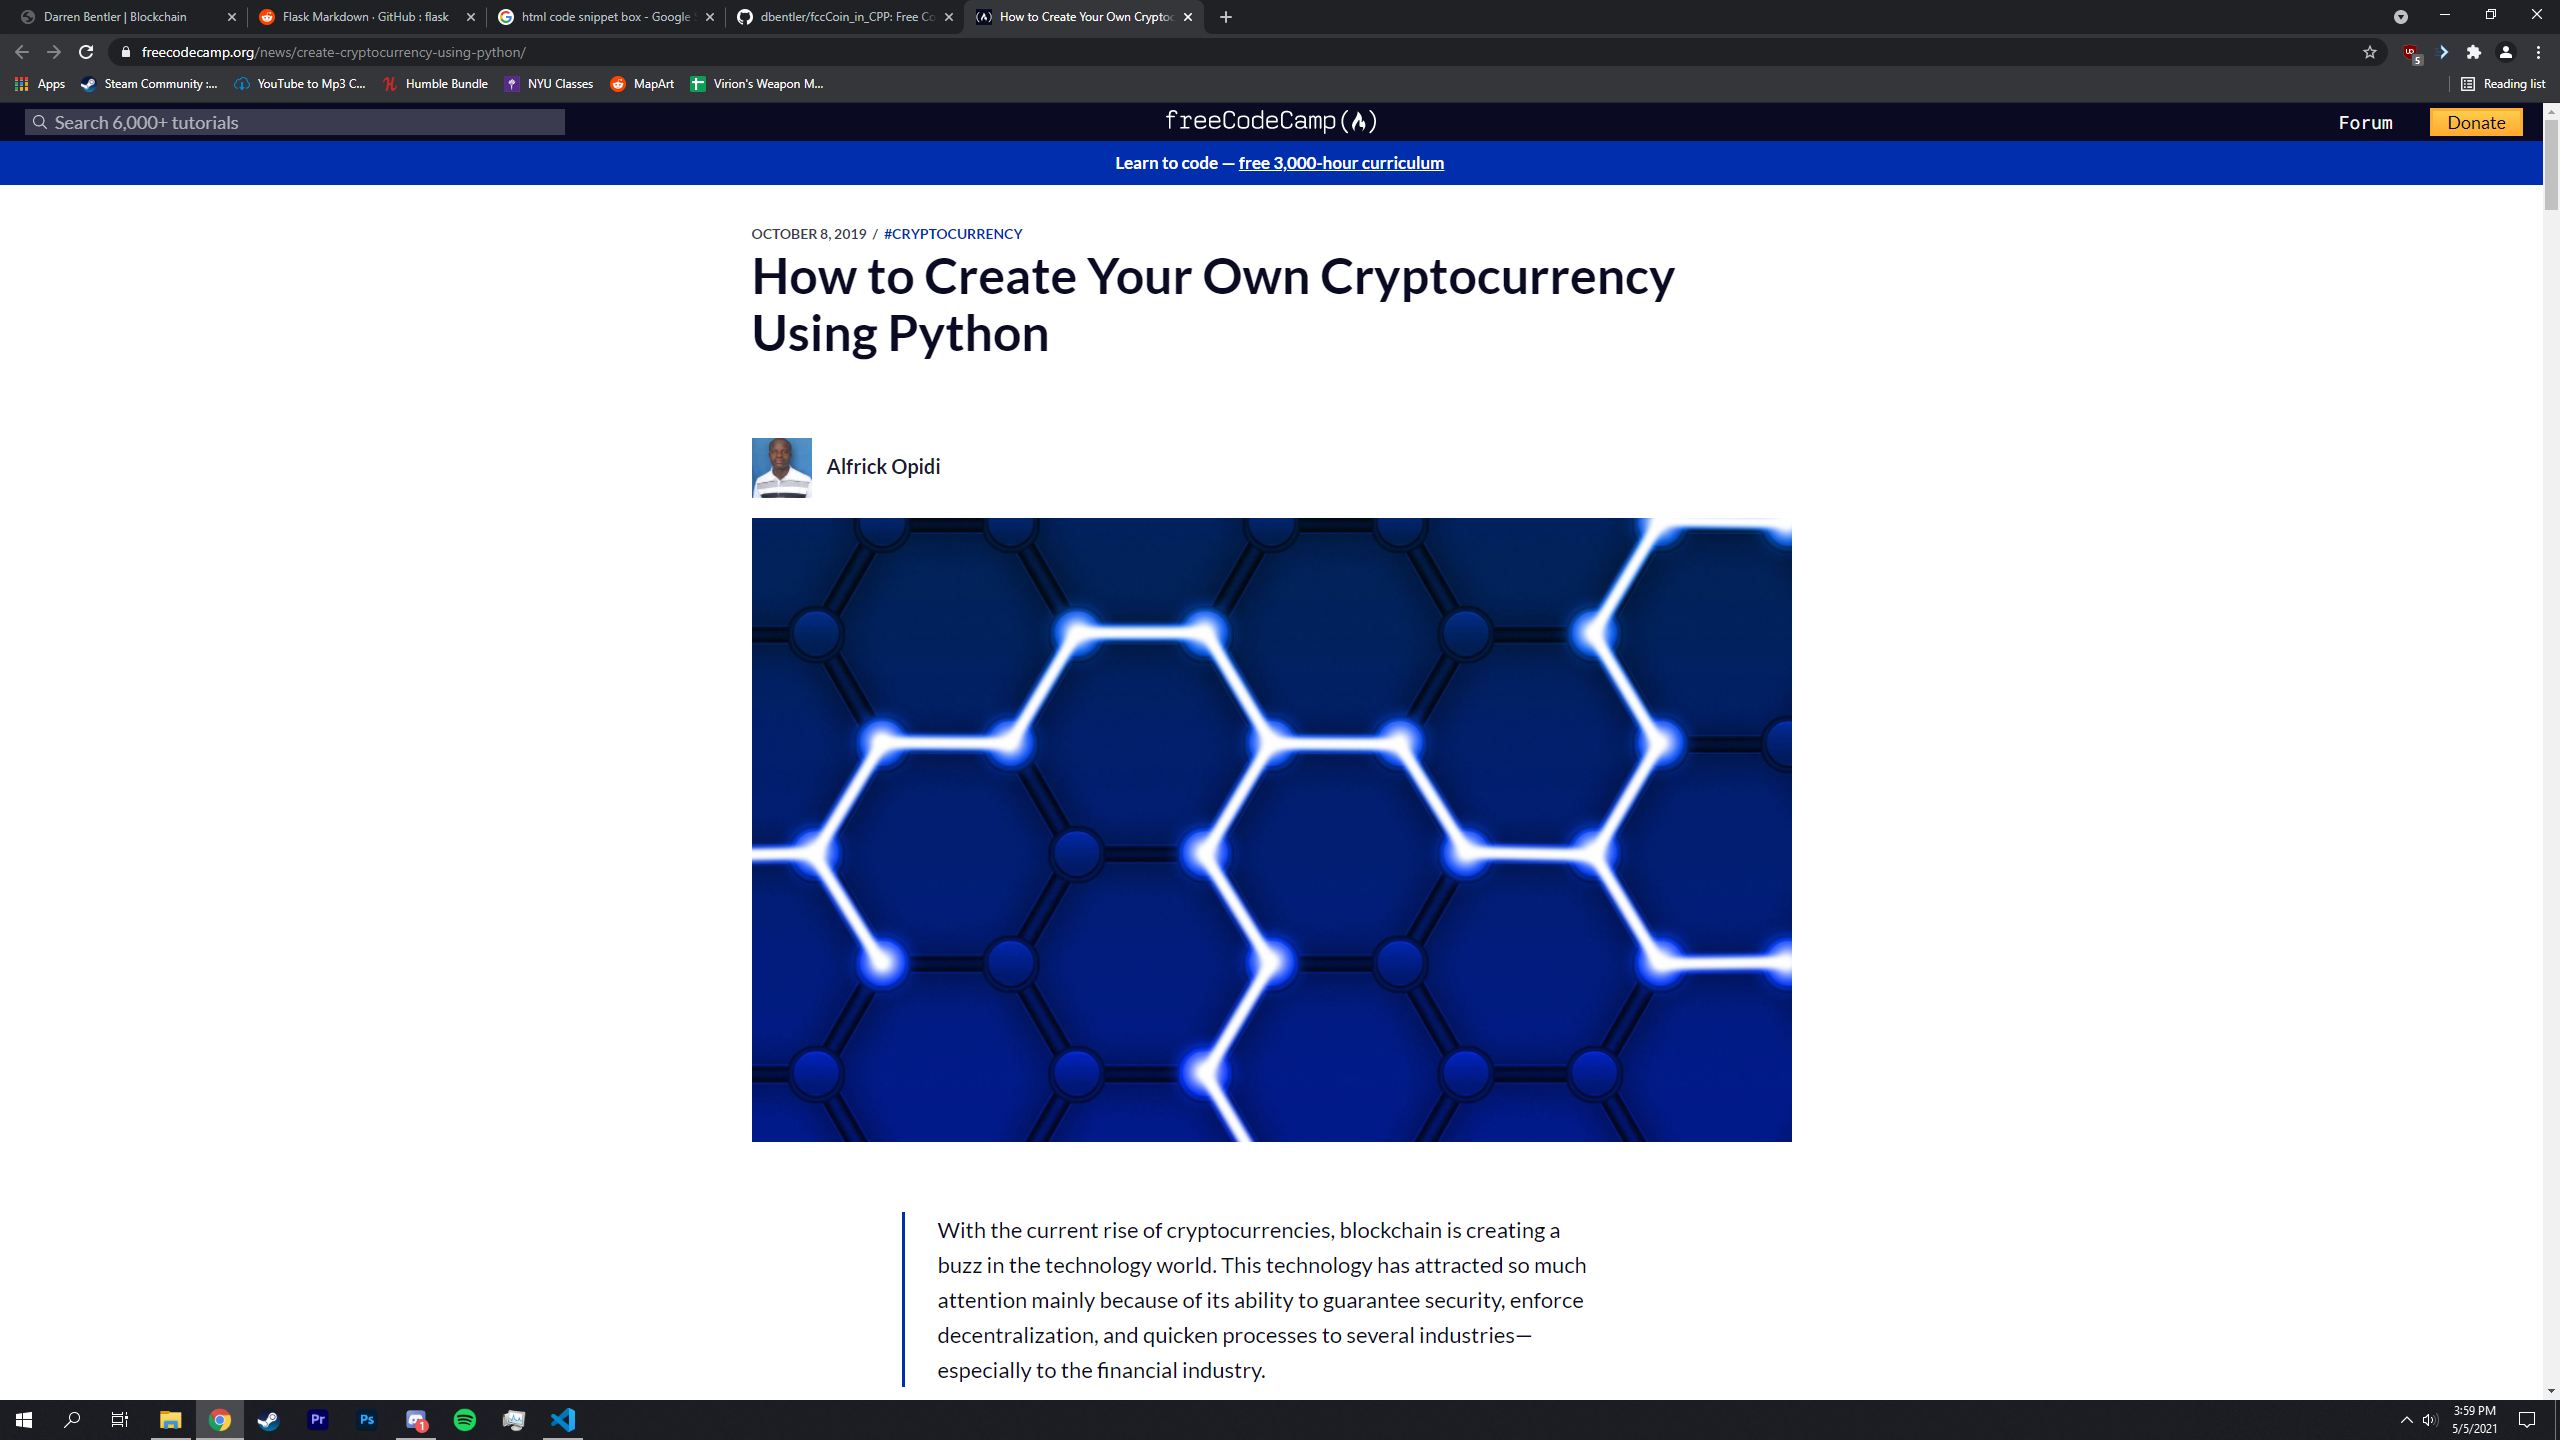 Darren Bentler | Blockchain
Flask Markdown · GitHub : flask
html code snippet box - Google
dbentler/fccCoin_in_CPP: Free Co
How to Create Your Own Cryptoc
freecodecamp.org/news/create-cryptocurrency-using-python/
5
Apps
Steam Community :...
YouTube to Mp3 C...
Humble Bundle
NYU Classes
MapArt
Virion's Weapon M...
Reading list
Search 6,000+ tutorials
freeCodeCamp
Forum
Donate
Learn to code — free 3,000-hour curriculum
OCTOBER 8, 2019 / #CRYPTOCURRENCY
How to Create Your Own Cryptocurrency
Using Python
Alfrick Opidi
With the current rise of cryptocurrencies, blockchain is creating a
buzz in the technology world. This technology has attracted so much
attention mainly because of its ability to guarantee security, enforce
decentralization, and quicken processes to several industries—
especially to the financial industry.
Pr
Ps
1
3:59 PM
5/5/2021